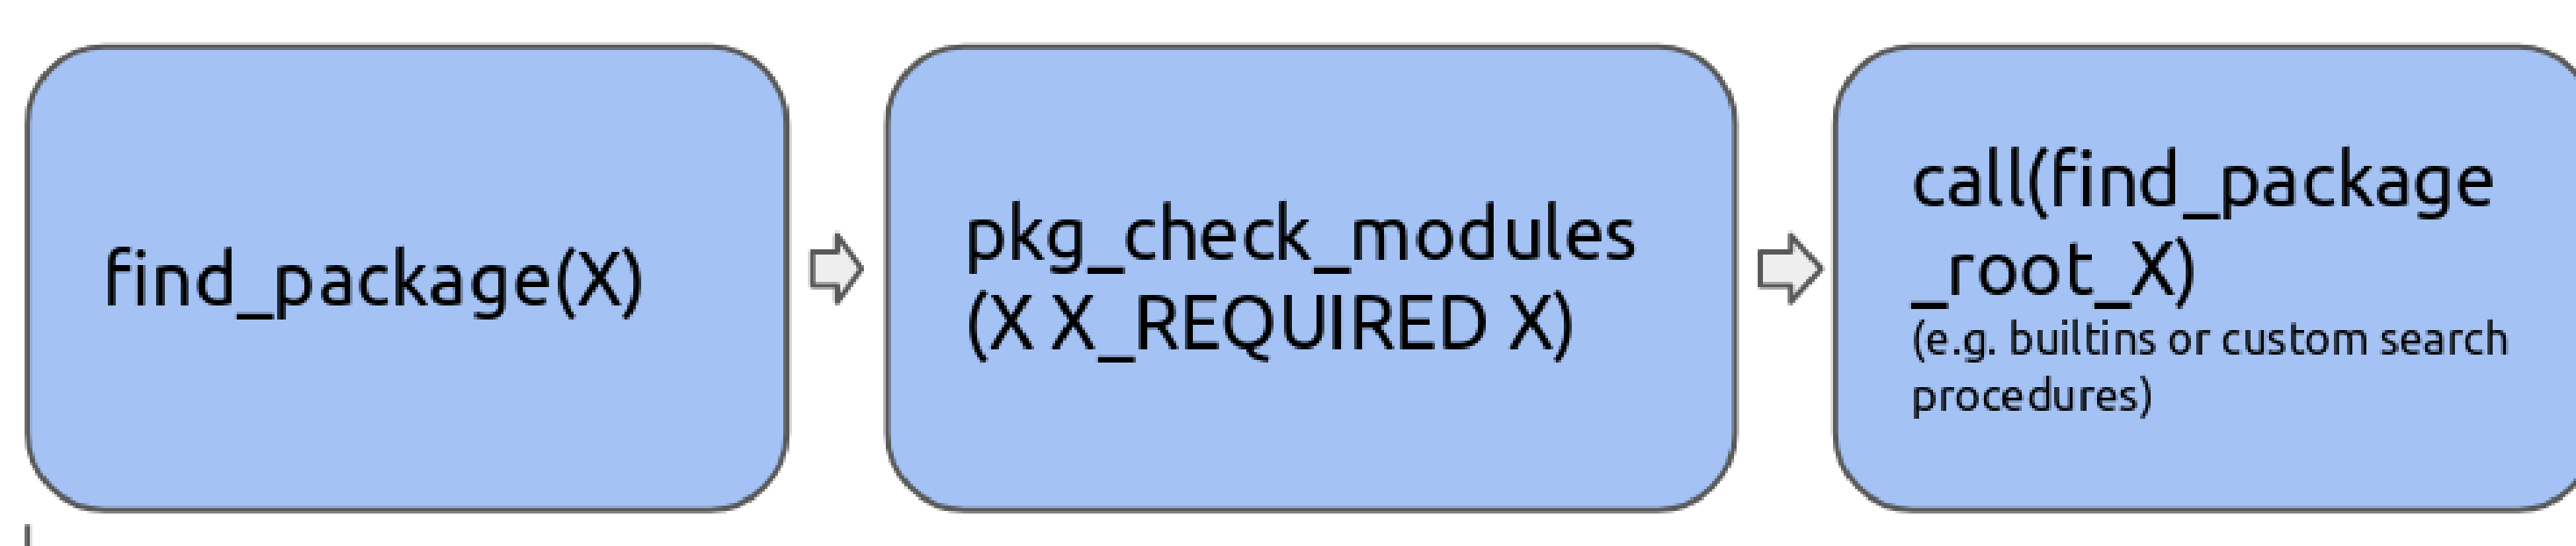 find_package(X)
pkg_check_modules
(X X_REQUIRED X)
call(find_package
_root_X)
(e.g. builtins or custom search
procedures)